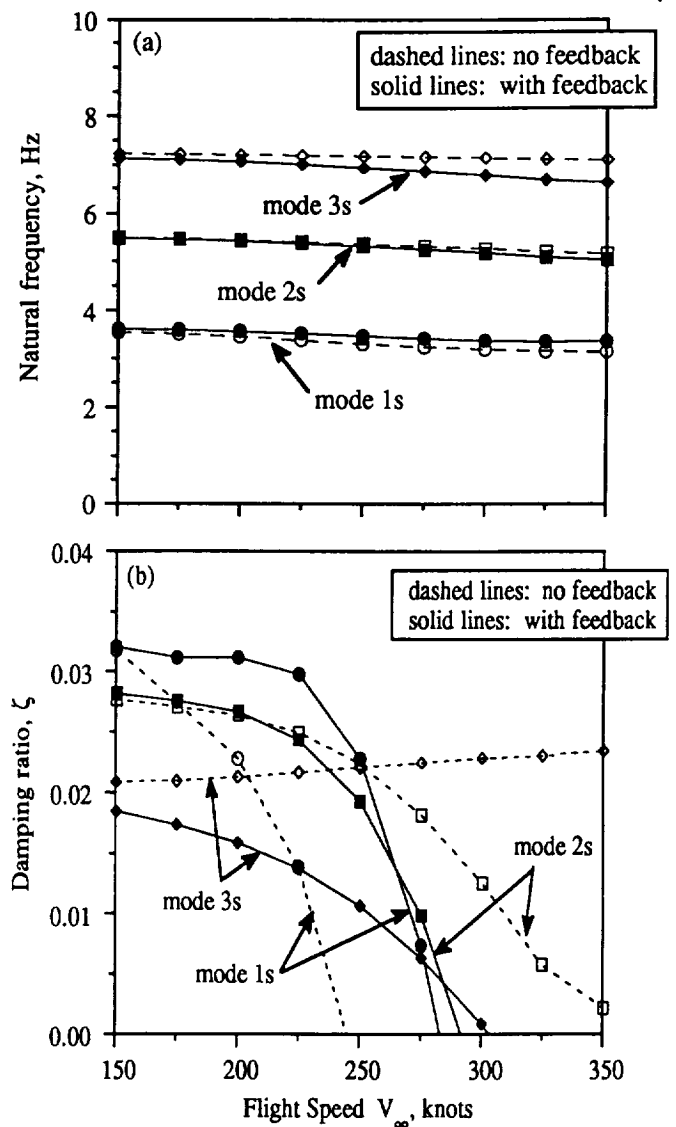 10
(a)
dashed lines: no feedback
solid lines: with feedback
8
6
4
2
0
Natural frequency, Hz
mode 3s
mode 2s
mode 1s
0.04
(b)
dashed lines: no feedback
solid lines: with feedback
0.03
0.02
0.01
0.00
Damping ratio, ζ
mode 2s
mode 3s
mode 1s
150 200 250 300 350
Flight Speed V∞, knots